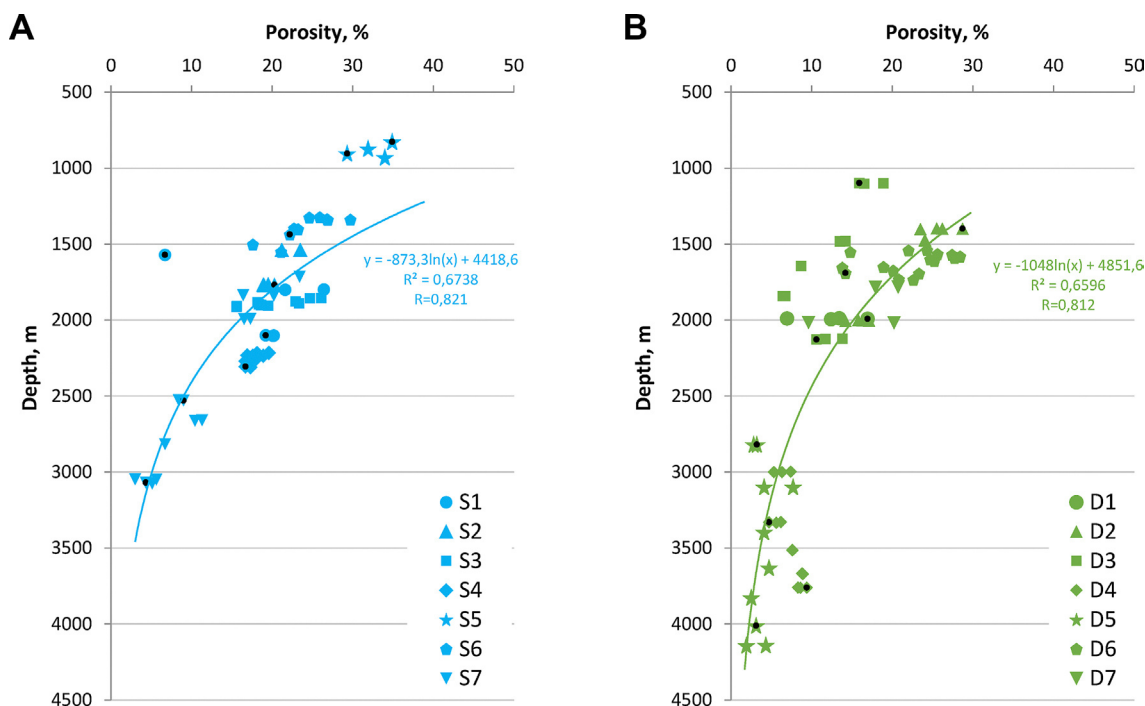 A
Porosity, %
0 10 20 30 40 50
500
1000
1500
2000
2500
3000
3500
4000
4500
Depth, m
y = -873,3ln(x) + 4418,6
R² = 0,6738
R=0,821
S1
S2
S3
S4
S5
S6
S7
B
Porosity, %
0 10 20 30 40 50
500
1000
1500
2000
2500
3000
3500
4000
4500
Depth, m
y = -1048ln(x) + 4851,6
R² = 0,6596
R=0,812
D1
D2
D3
D4
D5
D6
D7